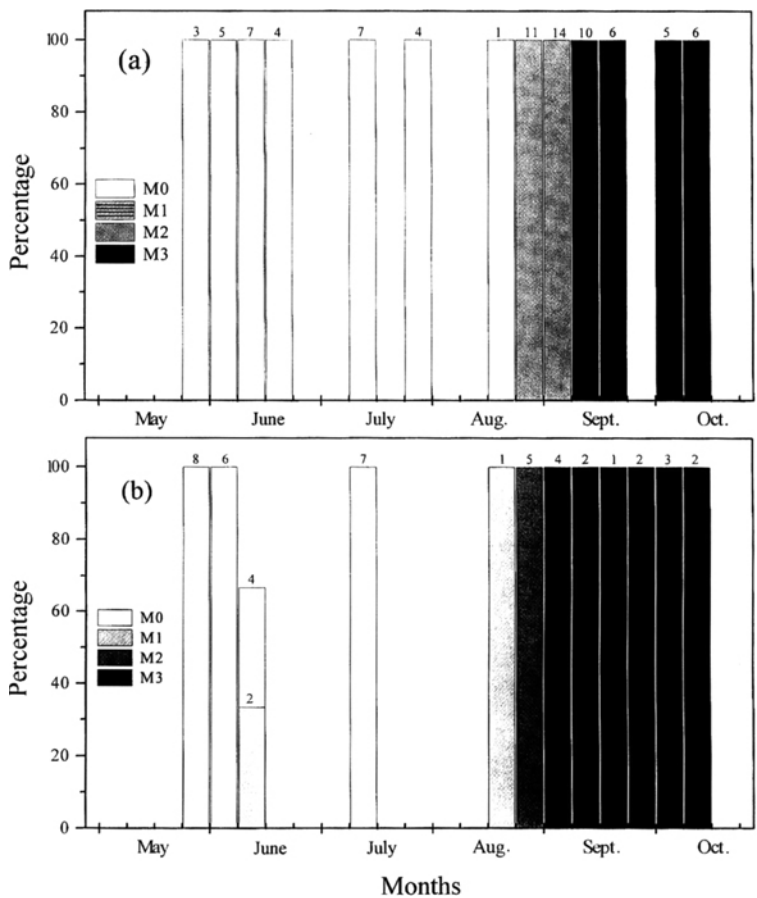 3 5 7 4 7 4 1 11 14 10 6 5 6
100
(a)
80
60
M0
M1
M2
M3
40
20
0
Percentage
May June July Aug. Sept. Oct.
8 6 7 1 5 4 2 1 2 3 2
100
(b)
80
4
60
M0
M1
M2
M3
40
2
20
0
Percentage
May June July Aug. Sept. Oct.
Months